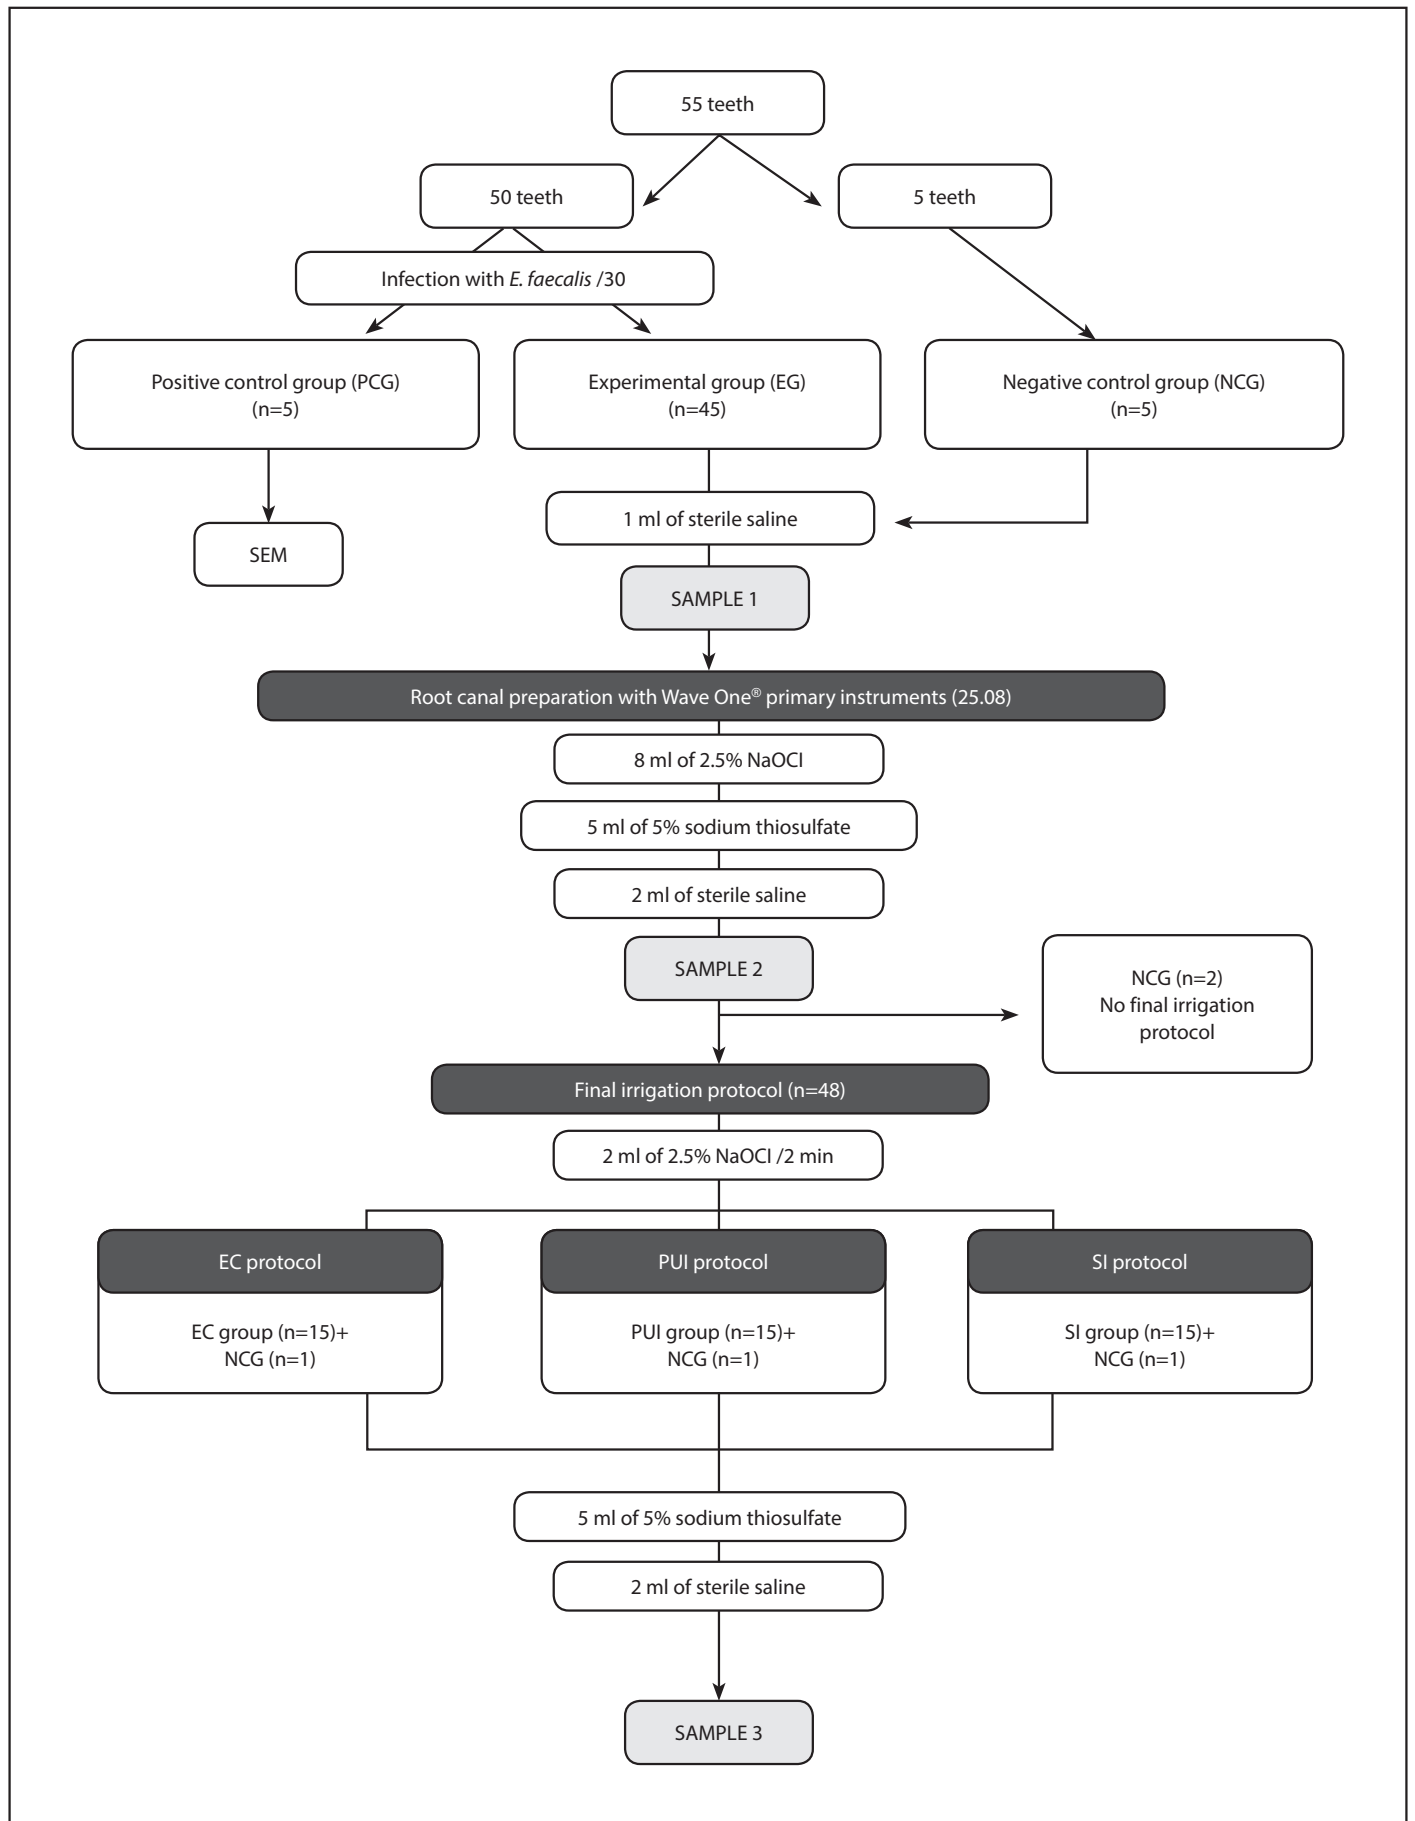 55 teeth
50 teeth
5 teeth
Infection with E. faecalis /30
Positive control group (PCG)
(n=5)
Experimental group (EG)
(n=45)
Negative control group (NCG)
(n=5)
1 ml of sterile saline
SEM
SAMPLE 1
Root canal preparation with Wave One® primary instruments (25.08)
8 ml of 2.5% NaOCl
5 ml of 5% sodium thiosulfate
2 ml of sterile saline
SAMPLE 2
NCG (n=2)
No final irrigation
protocol
Final irrigation protocol (n=48)
2 ml of 2.5% NaOCl /2 min
EC protocol
EC group (n=15)+
NCG (n=1)
PUI protocol
PUI group (n=15)+
NCG (n=1)
SI protocol
SI group (n=15)+
NCG (n=1)
5 ml of 5% sodium thiosulfate
2 ml of sterile saline
SAMPLE 3